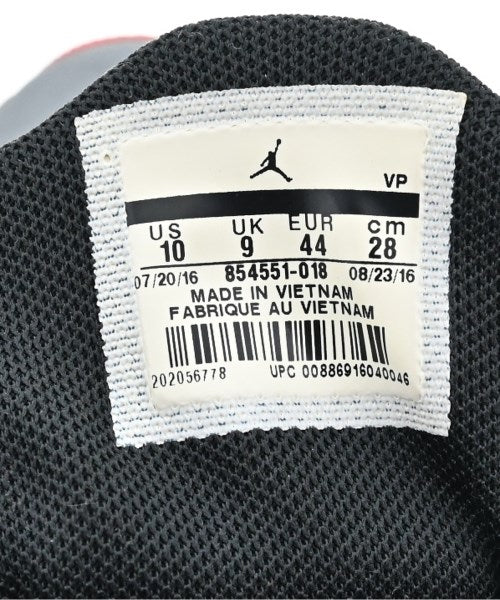 VP
US UK EUR cm
10 9 44 28
07/20/16 854551-018 08/23/16
MADE IN VIETNAM
FABRIQUE AU VIETNAM
202056778 UPC 00886916040046